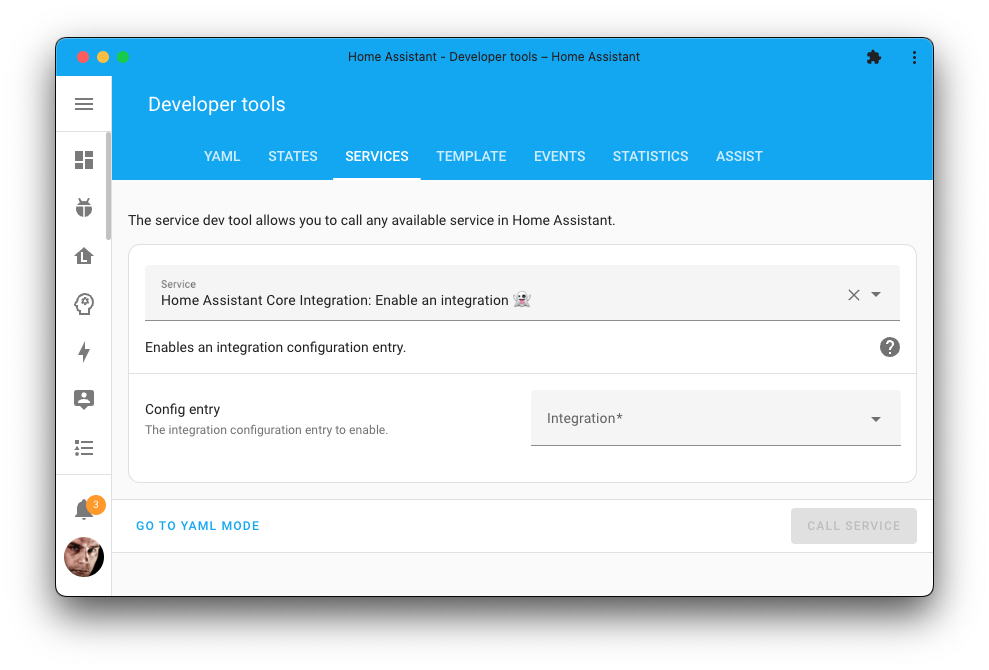 Home Assistant - Developer tools – Home Assistant
Developer tools
YAML STATES SERVICES TEMPLATE EVENTS STATISTICS ASSIST
The service dev tool allows you to call any available service in Home Assistant.
Service
Home Assistant Core Integration: Enable an integration 👻
Enables an integration configuration entry.
Config entry
The integration configuration entry to enable.
Integration*
3
GO TO YAML MODE
CALL SERVICE